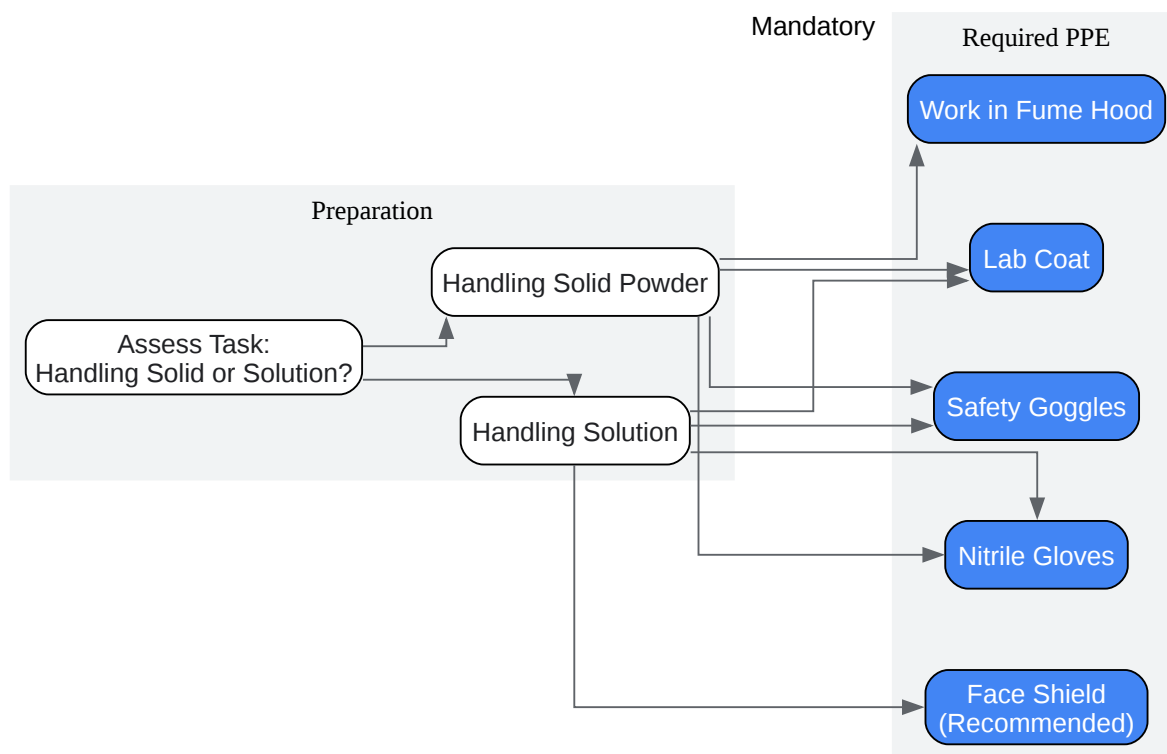 Mandatory
Required PPE
Work in Fume Hood
Preparation
Handling Solid Powder
Lab Coat
Assess Task:
Handling Solid or Solution?
Handling Solution
Safety Goggles
Nitrile Gloves
Face Shield
(Recommended)